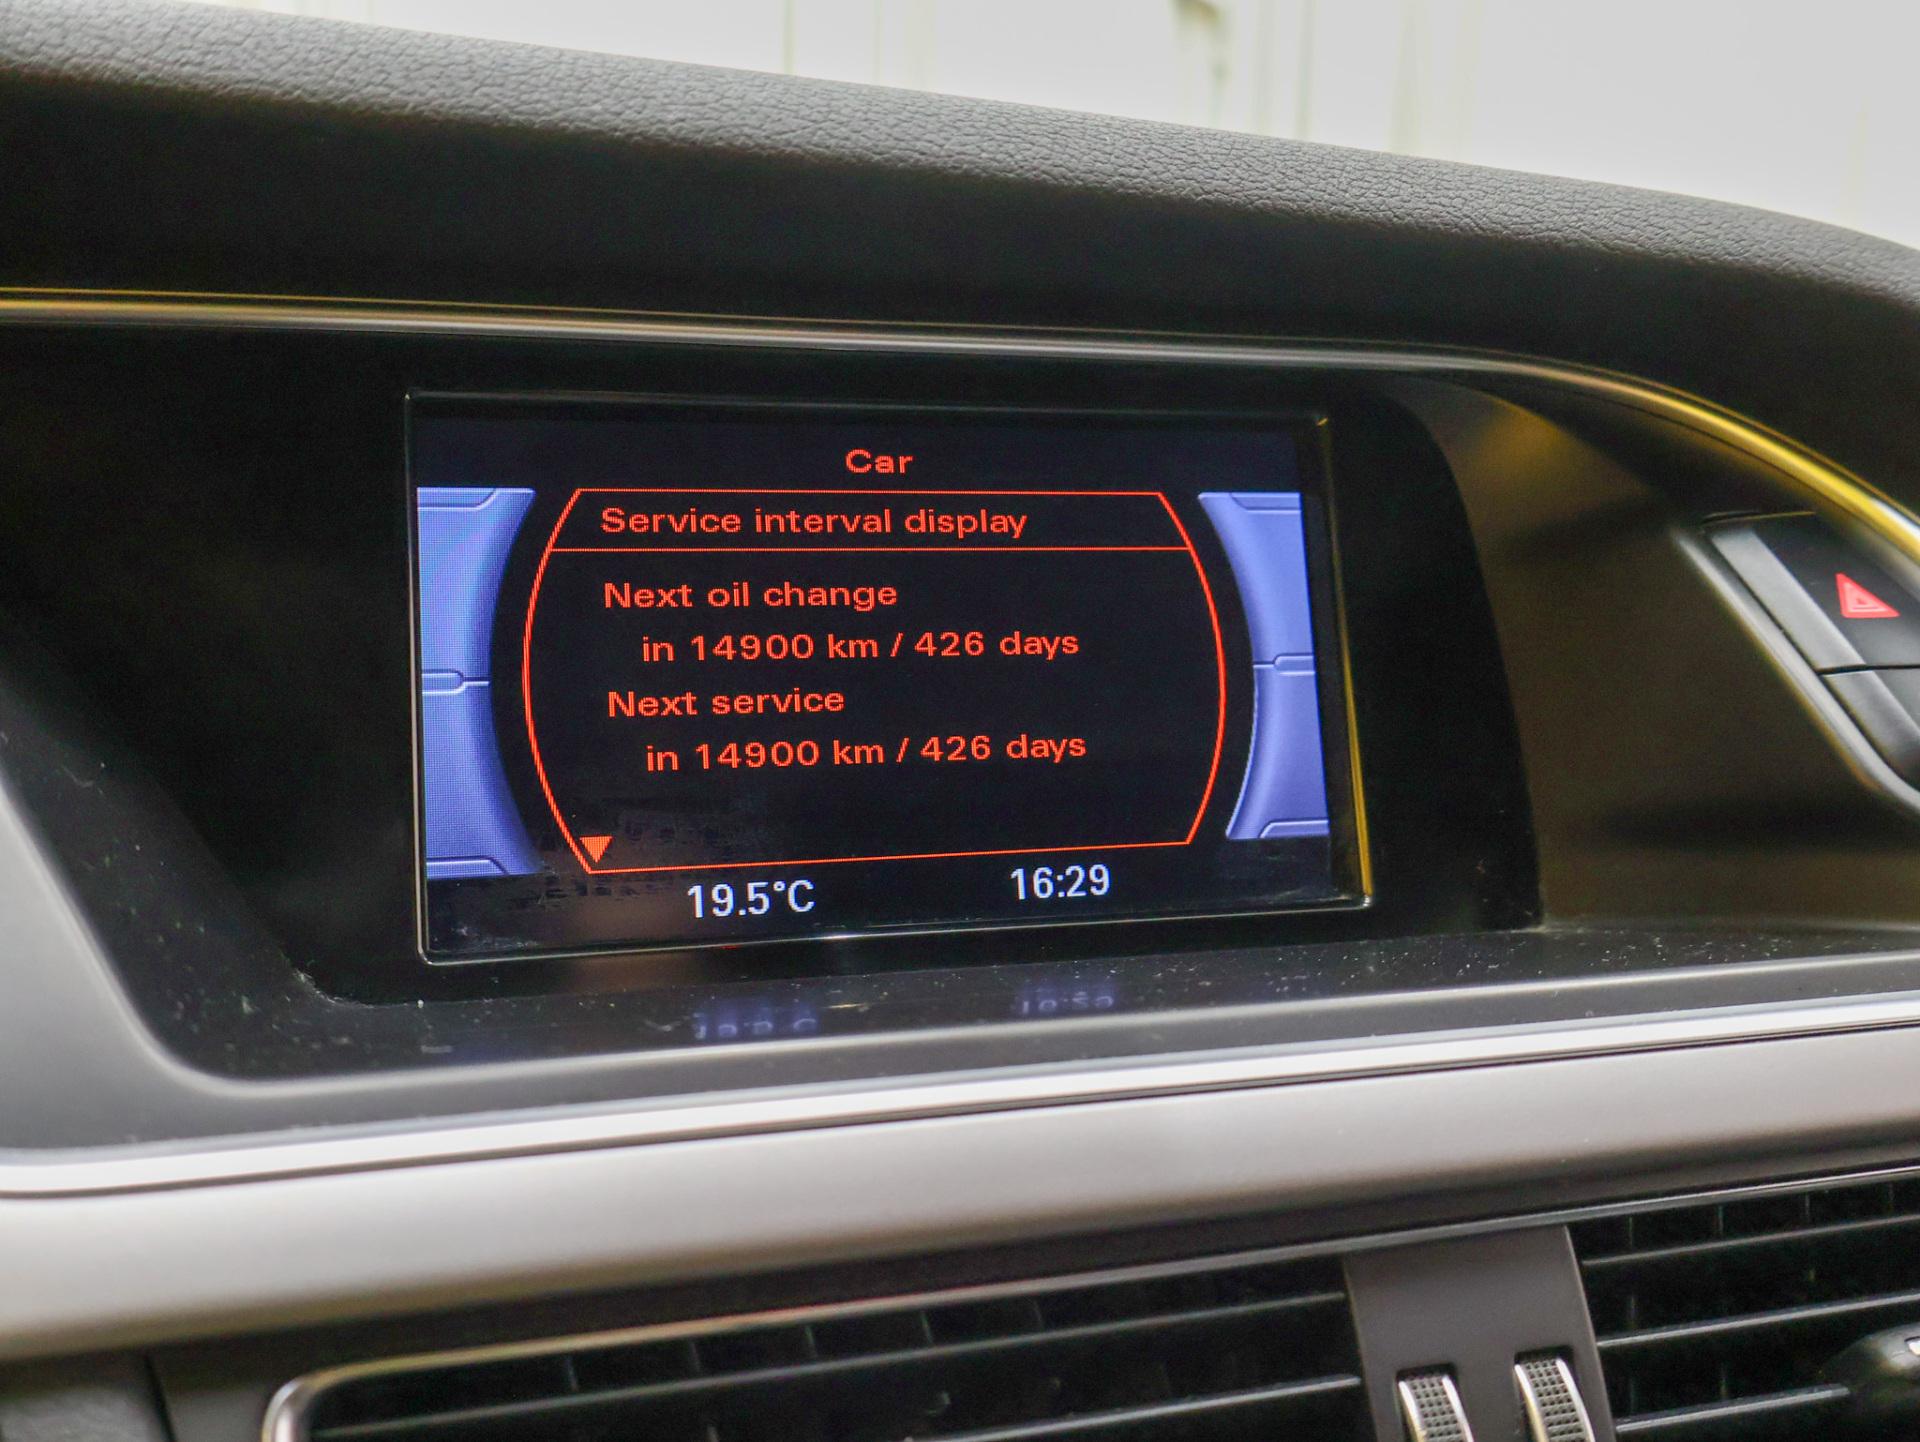 Car
Service interval display
Next oil change
in 14900 km / 426 days
Next service
in 14900 km / 426 days
19.5°C 16:29